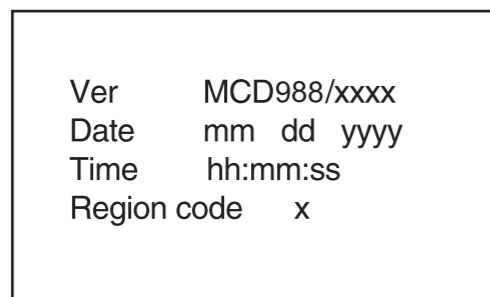 Ver MCD988/xxxx
Date mm dd yyyy
Time hh:mm:ss
Region code x